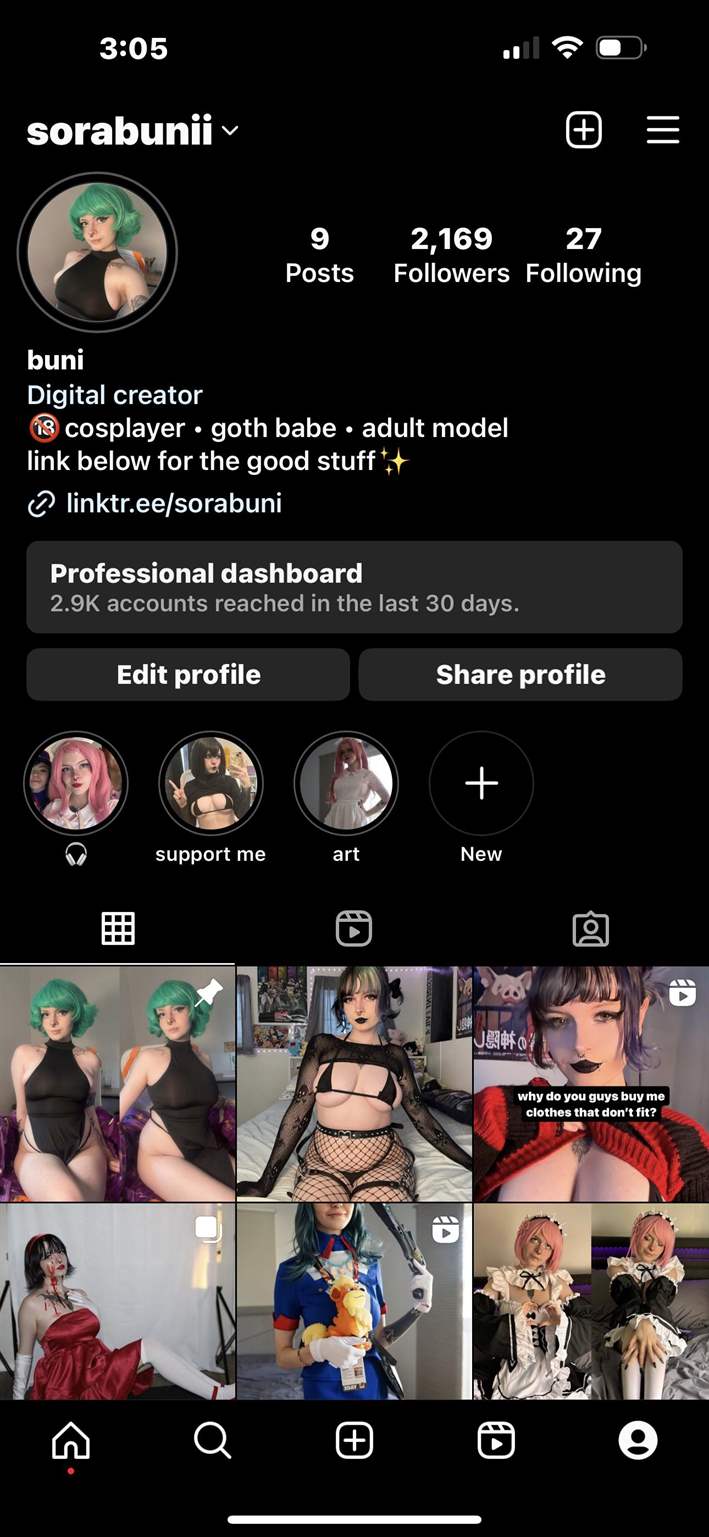 3:05
sorabunii
9
2,169
27
Posts
Followers
Following
buni
Digital creator
🔞 cosplayer • goth babe • adult model
link below for the good stuff✨
linktr.ee/sorabuni
Professional dashboard
2.9K accounts reached in the last 30 days.
Edit profile
Share profile
🎧
support me
art
New
why do you guys buy me
clothes that don't fit?